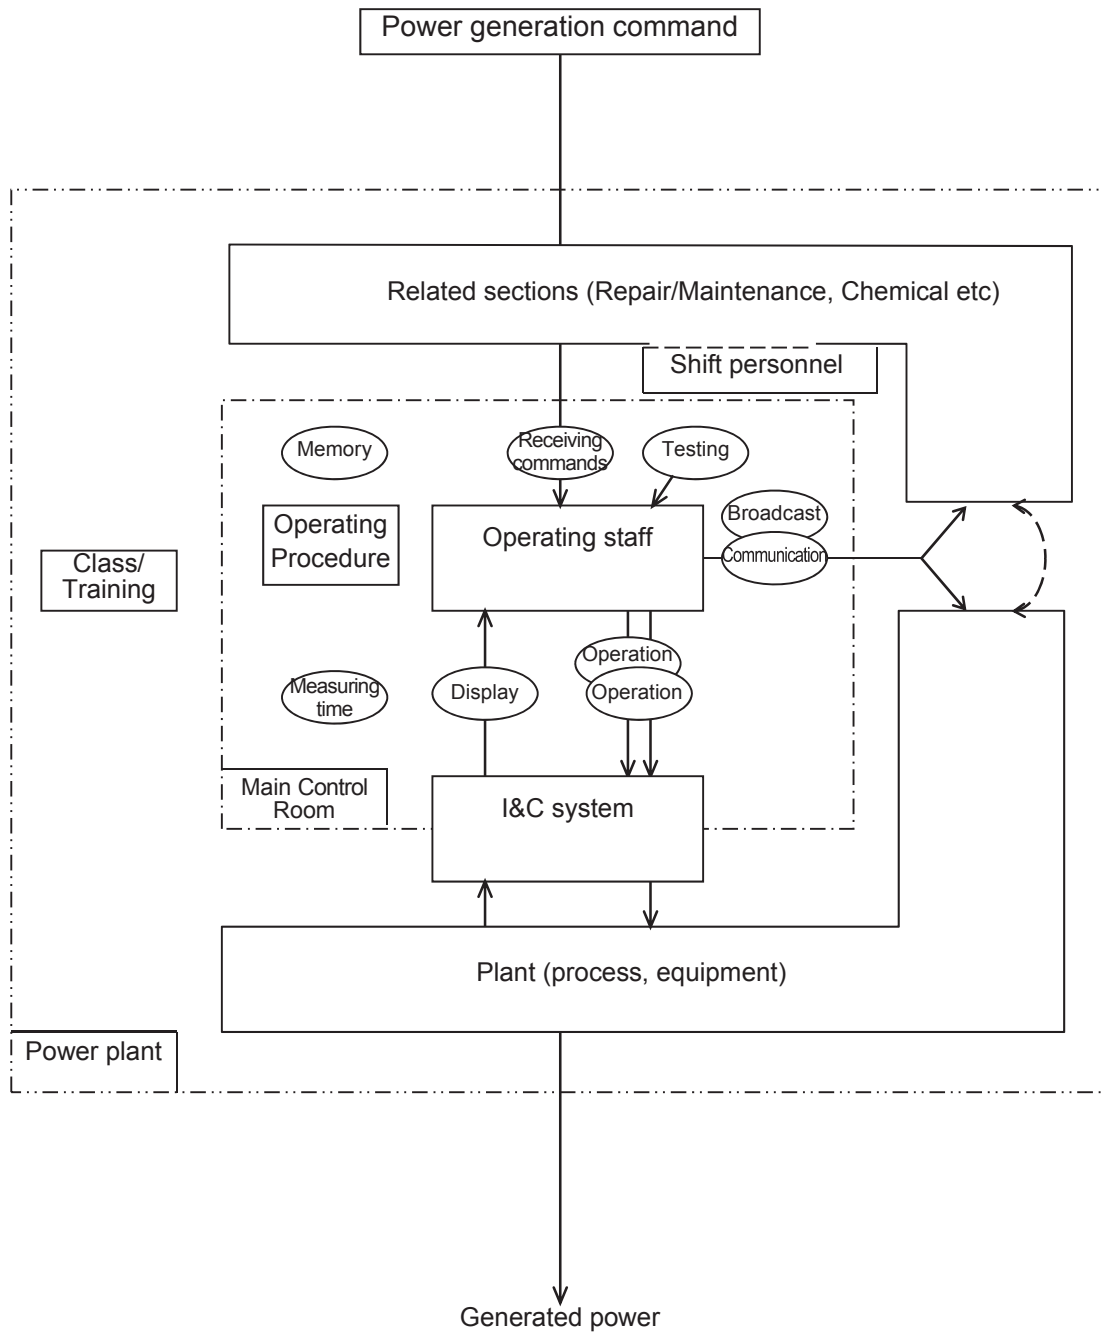 Power generation command
Related sections (Repair/Maintenance, Chemical etc)
Shift personnel
Memory
Receiving
commands
Testing
Operating
Procedure
Operating staff
Broadcast
Communication
Class/
Training
Operation
Operation
Measuring
time
Display
Main Control
Room
I&C system
Plant (process, equipment)
Power plant
Generated power